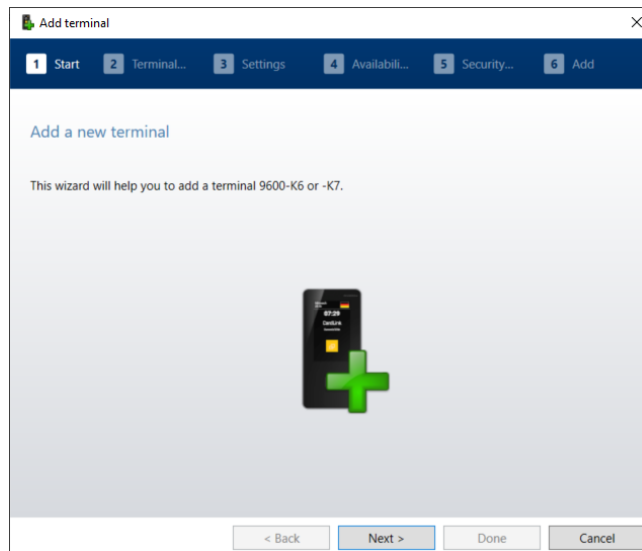 Add terminal
1 Start 2 Terminal... 3 Settings 4 Availabili... 5 Security... 6 Add
Add a new terminal
This wizard will help you to add a terminal 9600-K6 or -K7.
07:29
CardLink
< Back Next > Done Cancel